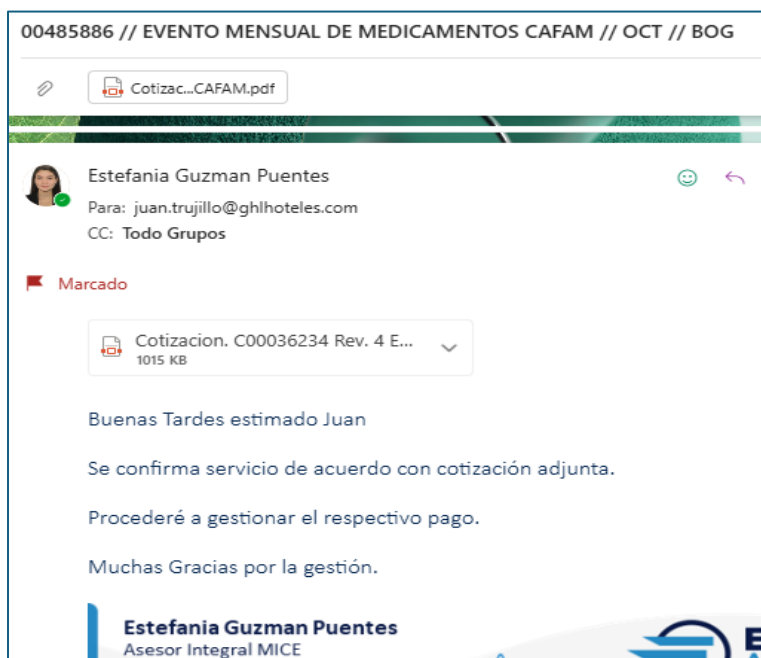 00485886 // EVENTO MENSUAL DE MEDICAMENTOS CAFAM // OCT // BOG
Cotizac...CAFAM.pdf
Estefania Guzman Puentes
Para: juan.trujillo@ghlhoteles.com
CC: Todo Grupos
Marcado
Cotizacion. C00036234 Rev. 4 E...
1015 KB
Buenas Tardes estimado Juan
Se confirma servicio de acuerdo con cotización adjunta.
Procederé a gestionar el respectivo pago.
Muchas Gracias por la gestión.
Estefania Guzman Puentes
Asesor Integral MICE